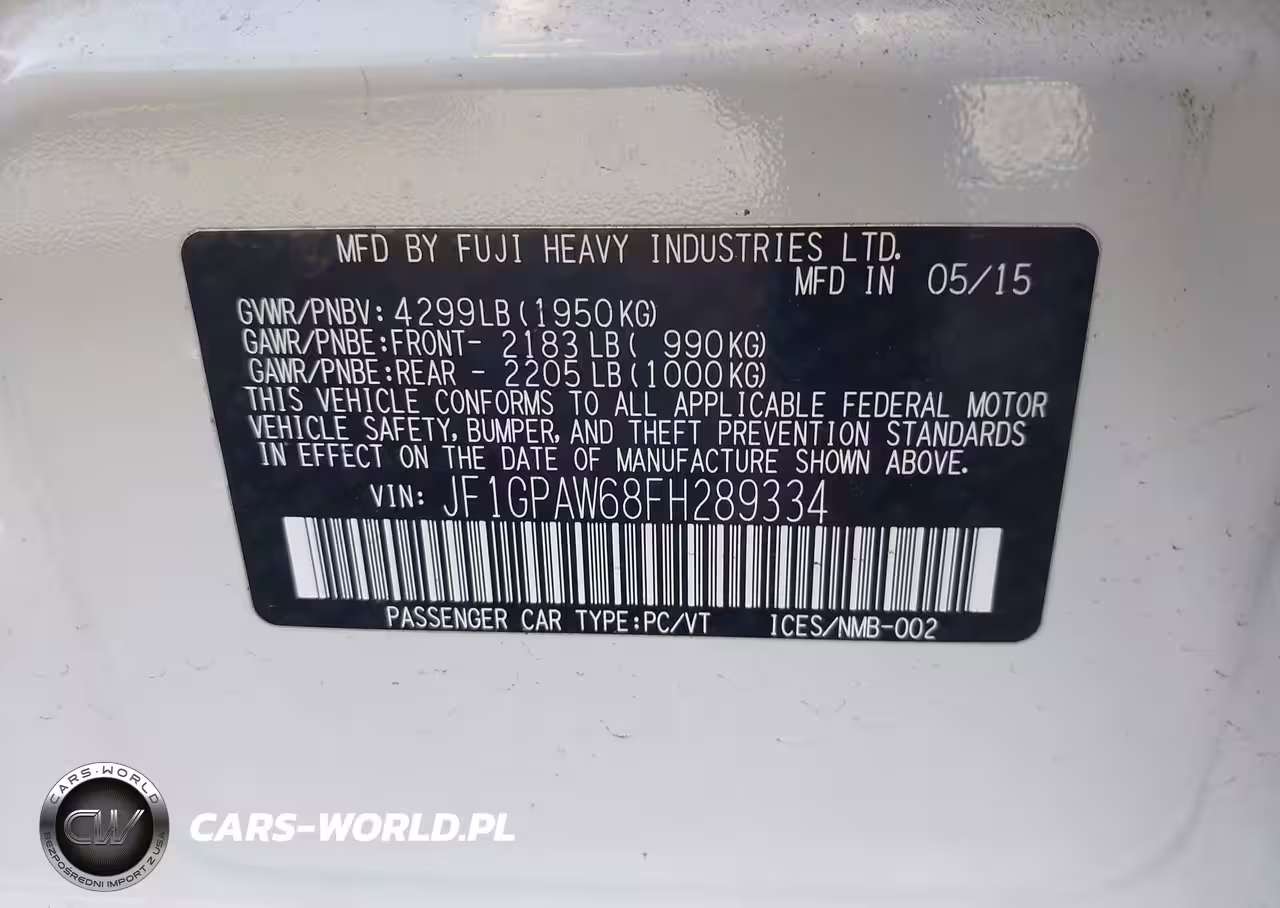 MFD BY FUJI HEAVY INDUSTRIES LTD.
MFD IN 05/15
GVWR/PNBV: 4299LB(1950KG)
GAWR/PNBE:FRONT- 2183LB( 990KG)
GAWR/PNBE:REAR - 2205LB(1000KG)
THIS VEHICLE CONFORMS TO ALL APPLICABLE FEDERAL MOTOR
VEHICLE SAFETY, BUMPER, AND THEFT PREVENTION STANDARDS
IN EFFECT ON THE DATE OF MANUFACTURE SHOWN ABOVE.
VIN: JF1GPAW68FH289334
PASSENGER CAR TYPE:PC/VT ICES/NMB-002
CARS-WORLD
CW
BEZPOŚREDNI IMPORT Z USA
CARS-WORLD.PL